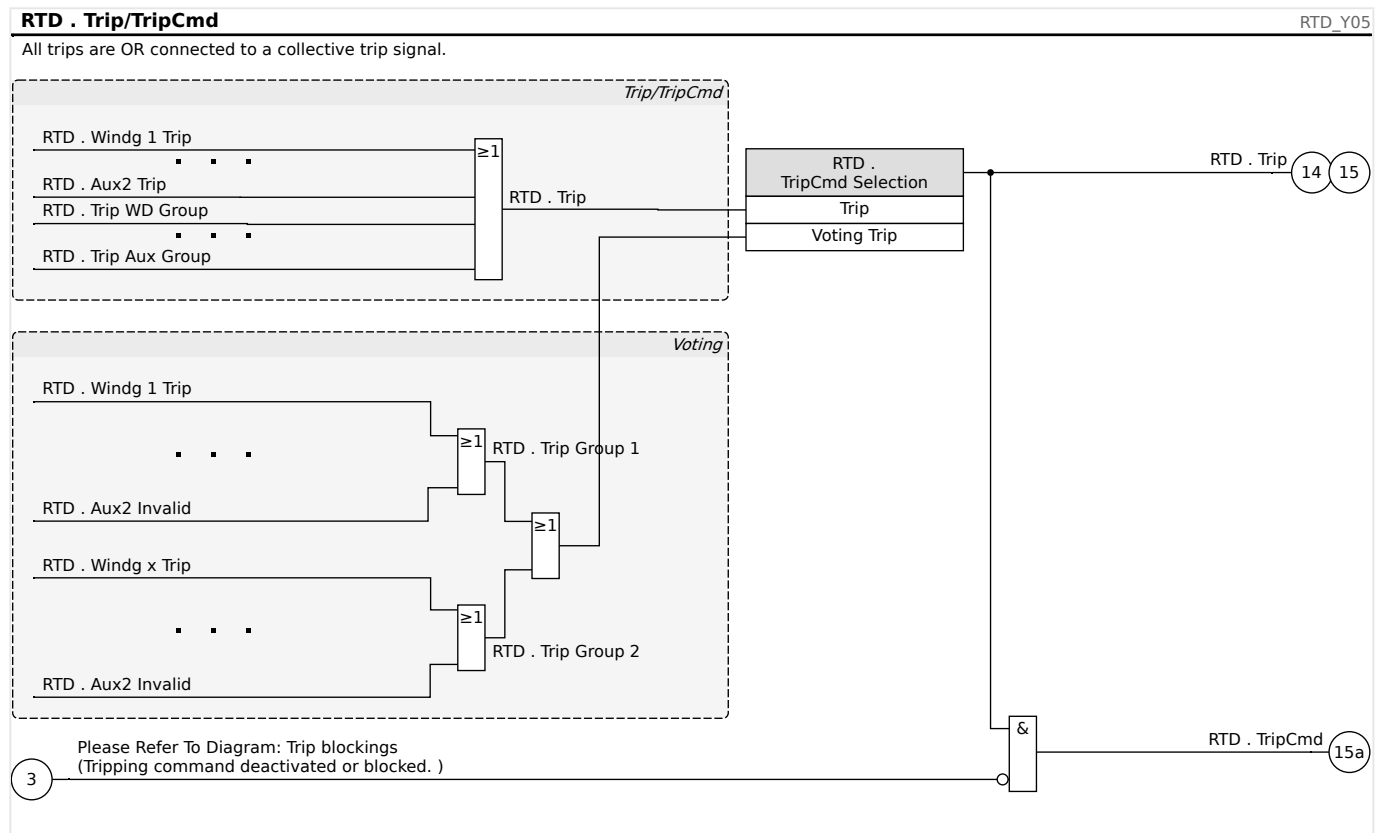 RTD . Trip/TripCmd
RTD_Y05
All trips are OR connected to a collective trip signal.
Trip/TripCmd
RTD . Windg 1 Trip
. . .
RTD . Aux2 Trip
RTD . Trip WD Group
. . .
RTD . Trip Aux Group
≥1
RTD . Trip
RTD .
TripCmd Selection
Trip
Voting Trip
RTD . Trip
14
15
Voting
RTD . Windg 1 Trip
. . .
RTD . Aux2 Invalid
≥1
RTD . Trip Group 1
≥1
RTD . Windg x Trip
. . .
RTD . Aux2 Invalid
≥1
RTD . Trip Group 2
3
Please Refer To Diagram: Trip blockings
(Tripping command deactivated or blocked. )
&
RTD . TripCmd
15a